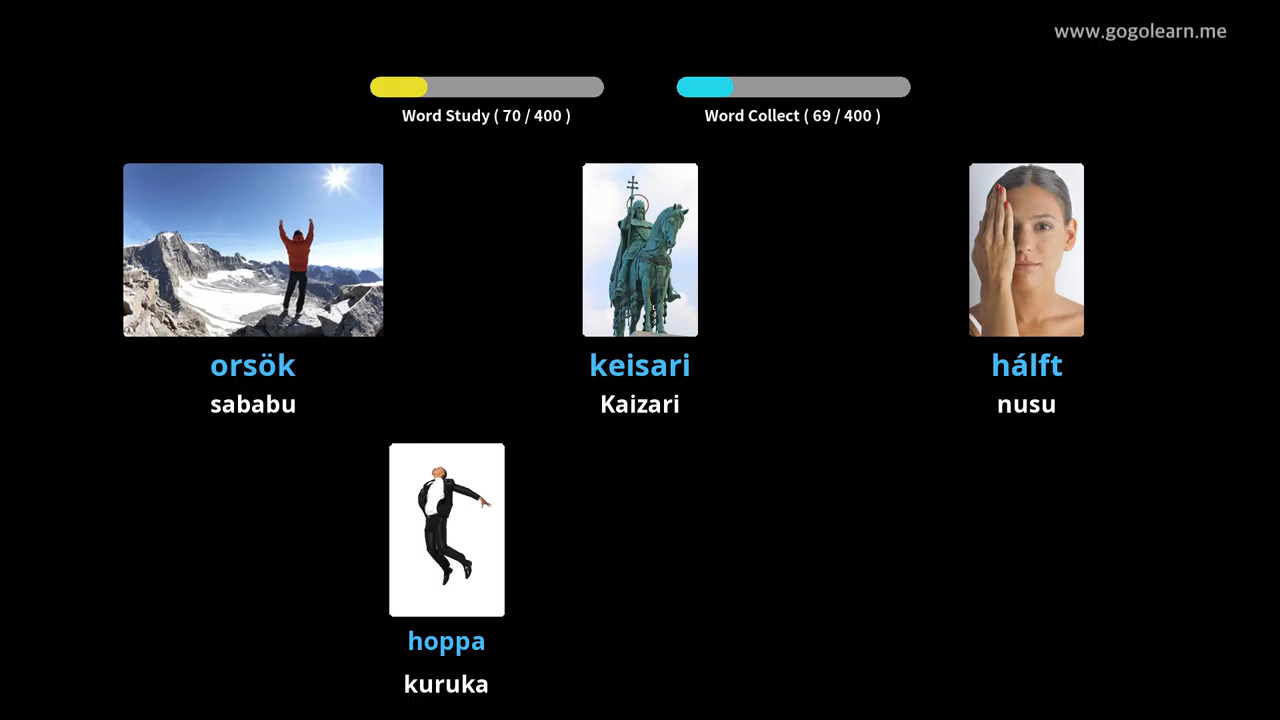 www.gogolearn.me
Word Study ( 70 / 400 )
Word Collect ( 69 / 400 )
orsök
sababu
keisari
Kaizari
hálft
nusu
hoppa
kuruka